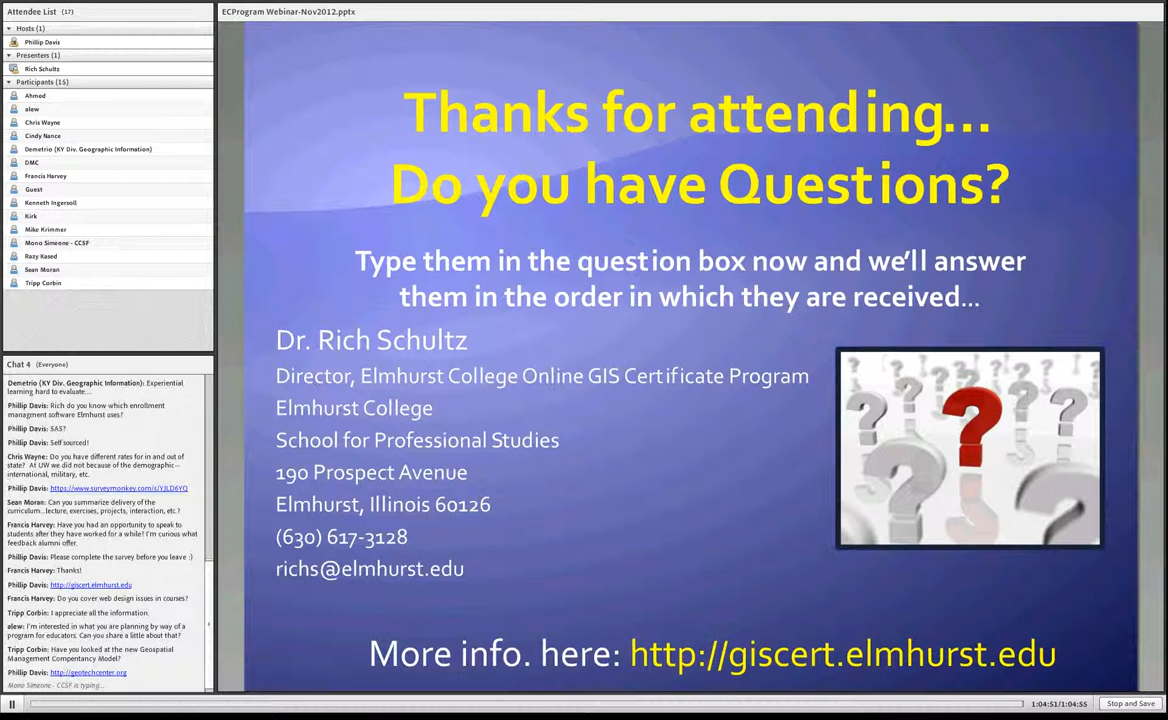 Attendee List (17)
Hosts (1)
Phillip Davis
Presenters (1)
Rich Schultz
Participants (15)
Ahmed
alew
Chris Wayne
Cindy Nance
Demetrio (KY Div. Geographic Information)
DMC
Francis Harvey
Guest
Kenneth Ingersoll
Kirk
Mike Krimmer
Mono Simeone - CCSF
Razy Kased
Sean Moran
Tripp Corbin
Chat 4 (Everyone)
Demetrio (KY Div. Geographic Information): Experiential
learning hard to evaluate....
Phillip Davis: Rich do you know which enrollment
managment software Elmhurst uses?
Phillip Davis: SAS?
Phillip Davis: Self sourced!
Chris Wayne: Do you have different rates for in and out of
state? At UW we did not because of the demographic--
international, military, etc.
Phillip Davis: https://www.surveymonkey.com/s/YJLD6YQ
Sean Moran: Can you summarize delivery of the
curriculum...lecture, exercises, projects, interaction, etc.?
Francis Harvey: Have you had an opportunity to speak to
students after they have worked for a while? I'm curious what
feedback alumni offer.
Phillip Davis: Please complete the survey before you leave :)
Francis Harvey: Thanks!
Phillip Davis: http://giscert.elmhurst.edu
Francis Harvey: Do you cover web design issues in courses?
Tripp Corbin: I appreciate all the information.
alew: I'm interested in what you are planning by way of a
program for educators. Can you share a little about that?
Tripp Corbin: Have you looked at the new Geospatial
Management Compentancy Model?
Phillip Davis: http://geotechcenter.org
Mono Simeone - CCSF is typing...
ECProgram Webinar-Nov2012.pptx
Thanks for attending...
Do you have Questions?
Type them in the question box now and we'll answer
them in the order in which they are received...
Dr. Rich Schultz
Director, Elmhurst College Online GIS Certificate Program
Elmhurst College
School for Professional Studies
190 Prospect Avenue
Elmhurst, Illinois 60126
(630) 617-3128
richs@elmhurst.edu
More info. here: http://giscert.elmhurst.edu
1:04:51/1:04:55
Stop and Save